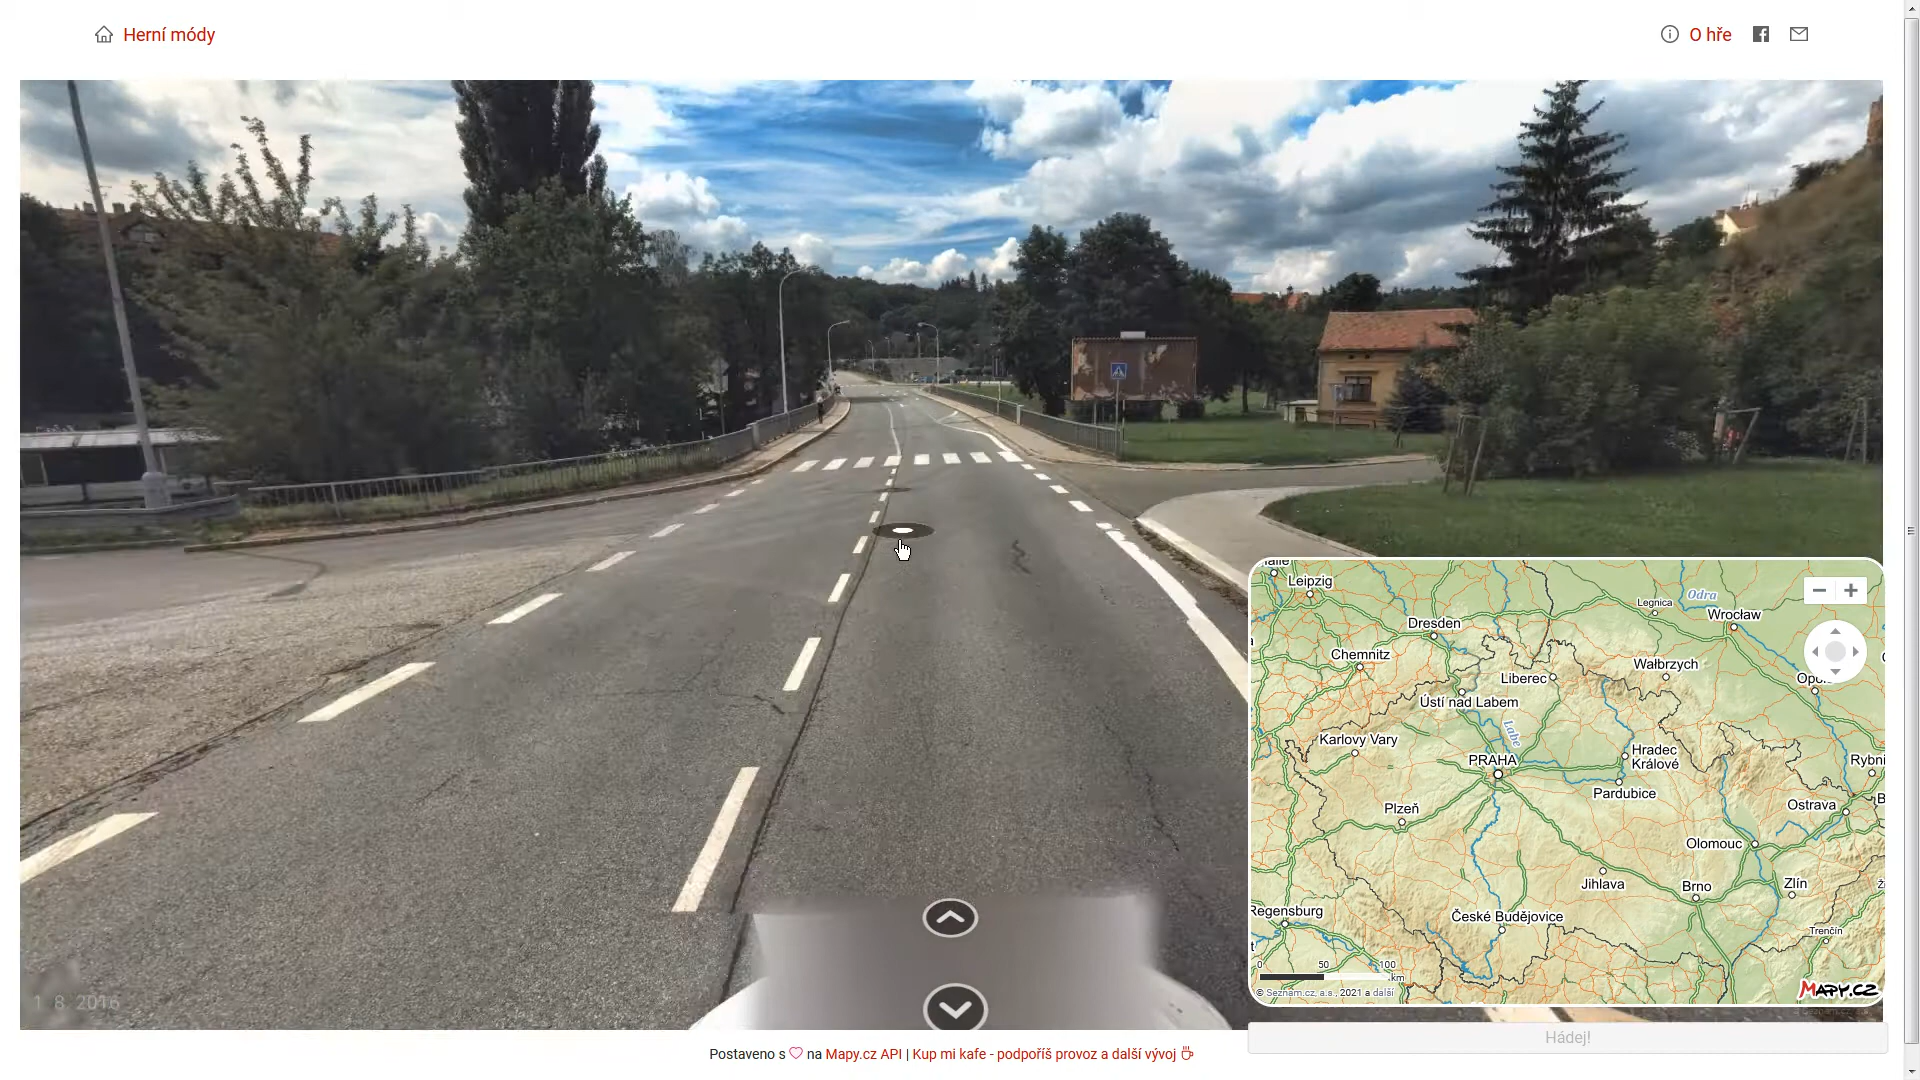 Herní módy
O hře
Leipzig
Odra
Legnica
Wrocław
Dresden
Chemnitz
Wałbrzych
Liberec
Ústí nad Labem
Labe
Karlovy Vary
Hradec
Králové
PRAHA
Pardubice
Plzeň
Ostrava
Olomouc
Jihlava
Brno
Zlín
Regensburg
České Budějovice
Trenčín
0 50 100
km
© Seznam.cz, a.s., 2021 a další
MAPY.CZ
1 8 2016
Hádej!
Postaveno s na Mapy.cz API | Kup mi kafe - podpoříš provoz a další vývoj